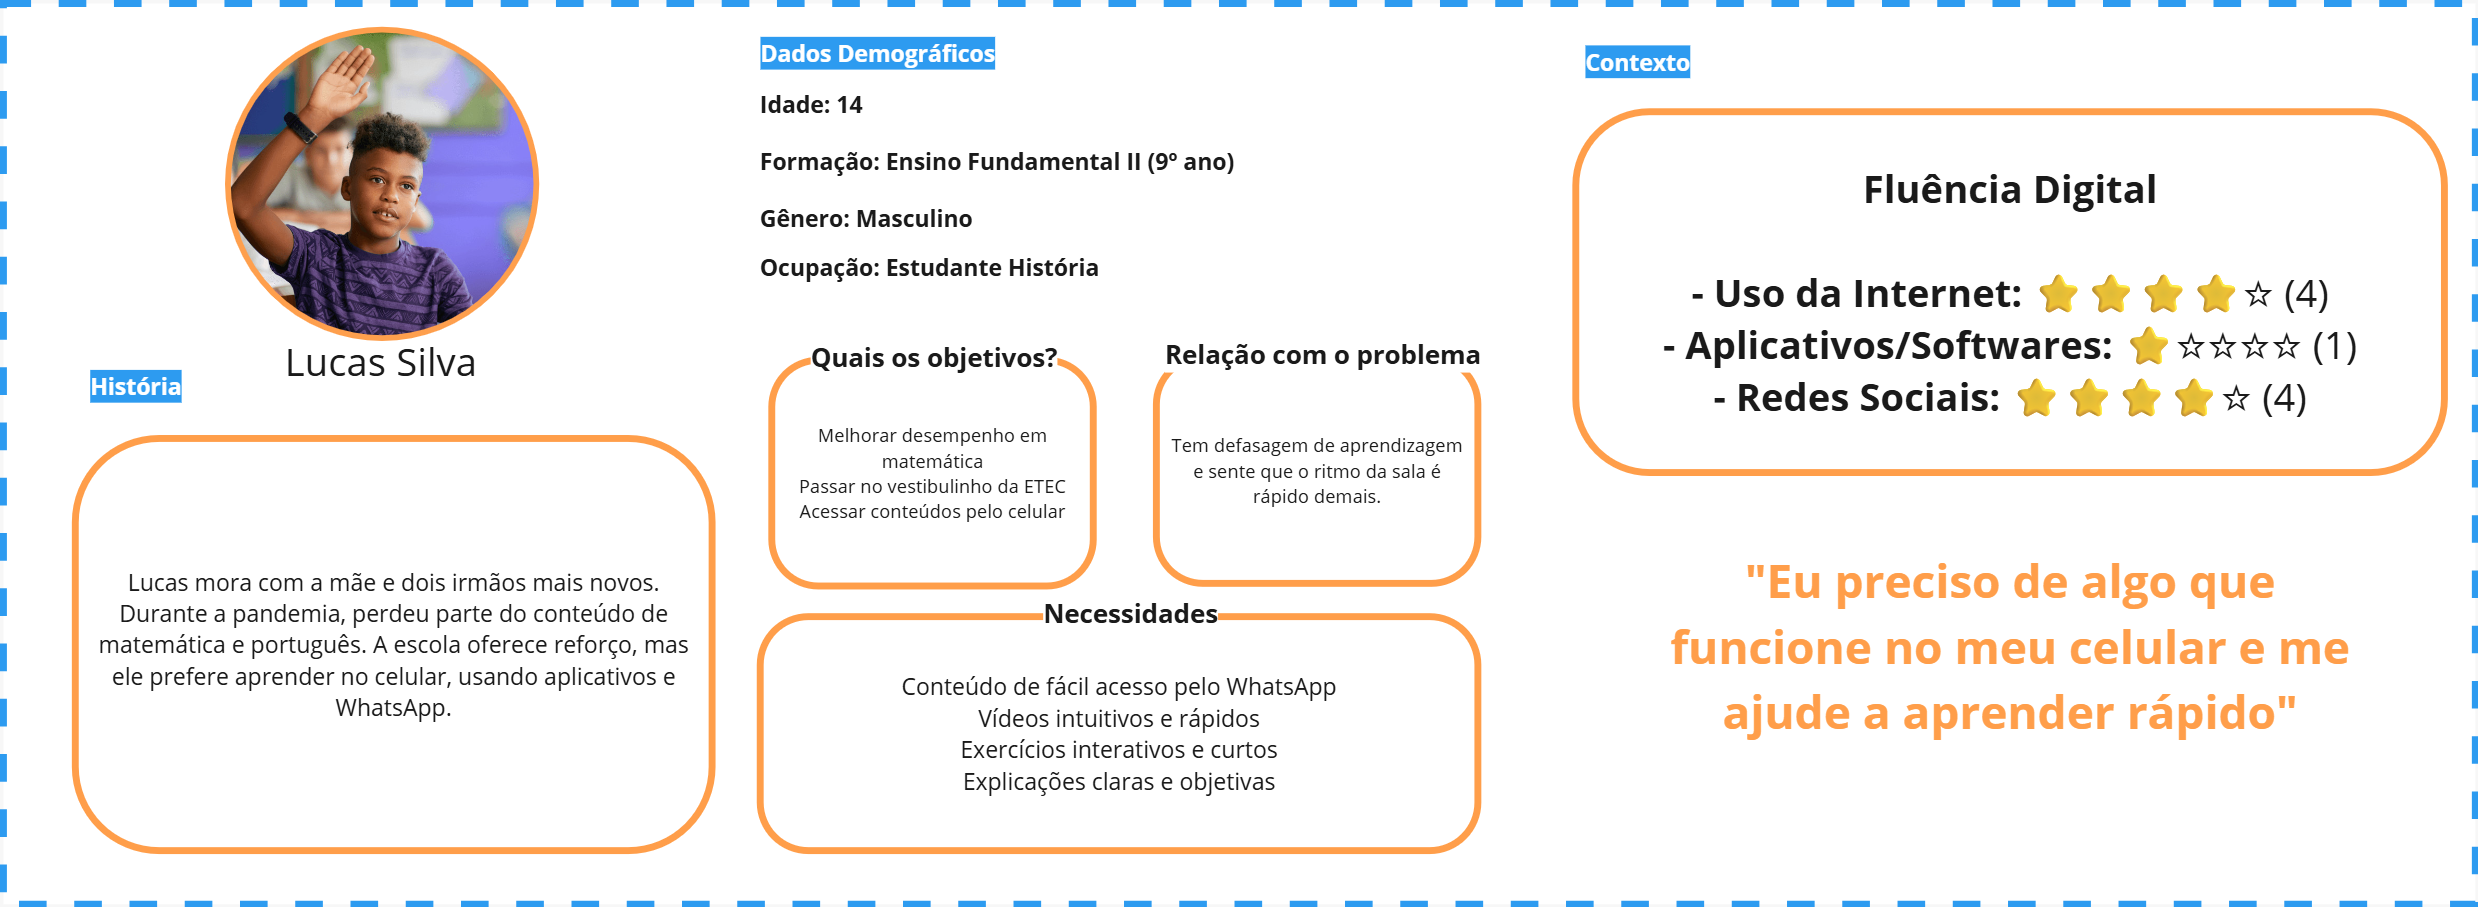 Lucas Silva
História
Lucas mora com a mãe e dois irmãos mais novos.
Durante a pandemia, perdeu parte do conteúdo de
matemática e português. A escola oferece reforço, mas
ele prefere aprender no celular, usando aplicativos e
WhatsApp.
Dados Demográficos
Idade: 14
Formação: Ensino Fundamental II (9º ano)
Gênero: Masculino
Ocupação: Estudante História
Quais os objetivos?
Melhorar desempenho em
matemática
Passar no vestibulinho da ETEC
Acessar conteúdos pelo celular
Relação com o problema
Tem defasagem de aprendizagem
e sente que o ritmo da sala é
rápido demais.
Necessidades
Conteúdo de fácil acesso pelo WhatsApp
Vídeos intuitivos e rápidos
Exercícios interativos e curtos
Explicações claras e objetivas
Contexto
Fluência Digital
- Uso da Internet: ⭐⭐⭐⭐☆ (4)
- Aplicativos/Softwares: ⭐☆☆☆☆ (1)
- Redes Sociais: ⭐⭐⭐⭐☆ (4)
"Eu preciso de algo que
funcione no meu celular e me
ajude a aprender rápido"